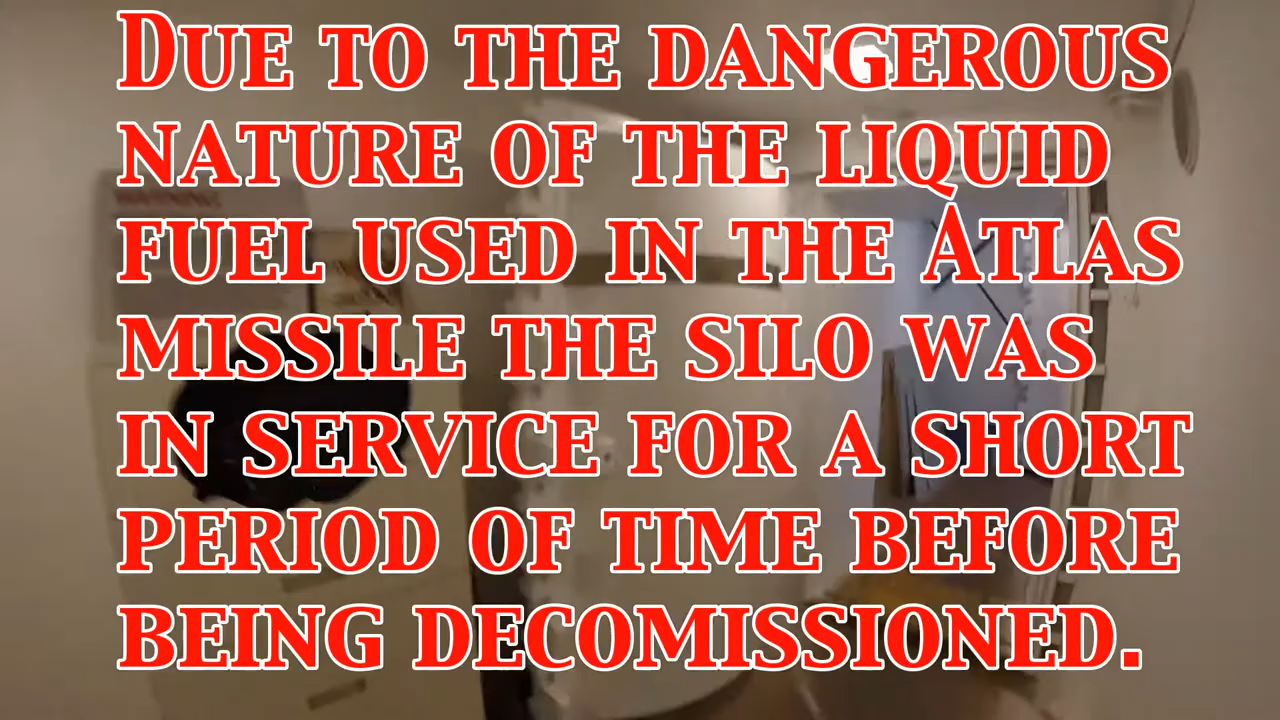 Due to the dangerous
nature of the liquid
fuel used in the Atlas
missile the silo was
in service for a short
period of time before
being decomissioned.